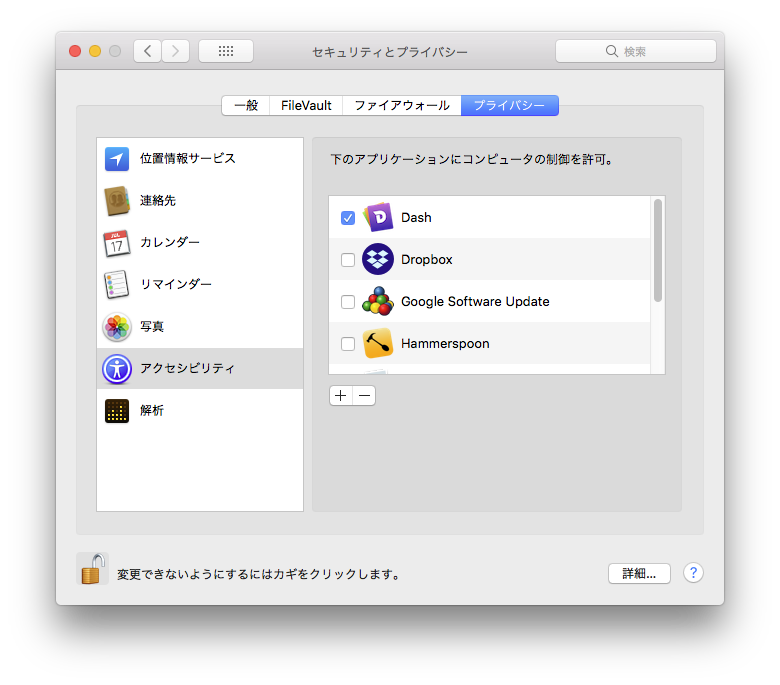 セキュリティとプライバシー
検索
一般
FileVault
ファイアウォール
プライバシー
位置情報サービス
連絡先
カレンダー
リマインダー
写真
アクセシビリティ
解析
下のアプリケーションにコンピュータの制御を許可。
Dash
Dropbox
Google Software Update
Hammerspoon
変更できないようにするにはカギをクリックします。
詳細...
?
JUL
17
D